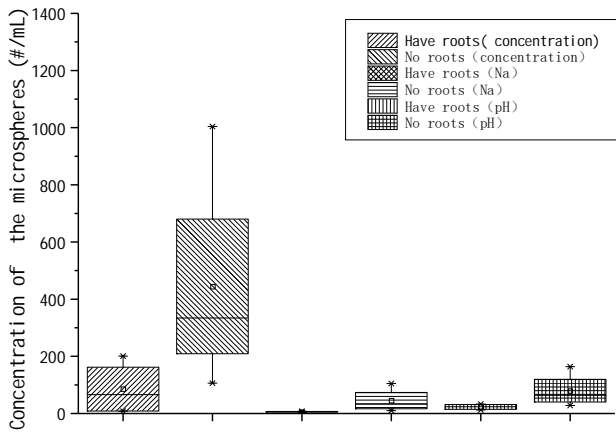 Concentration of the microspheres (#/mL)
1400
1200
1000
800
600
400
200
0
Have roots( concentration)
No roots (concentration)
Have roots (Na)
No roots (Na)
Have roots (pH)
No roots (pH)